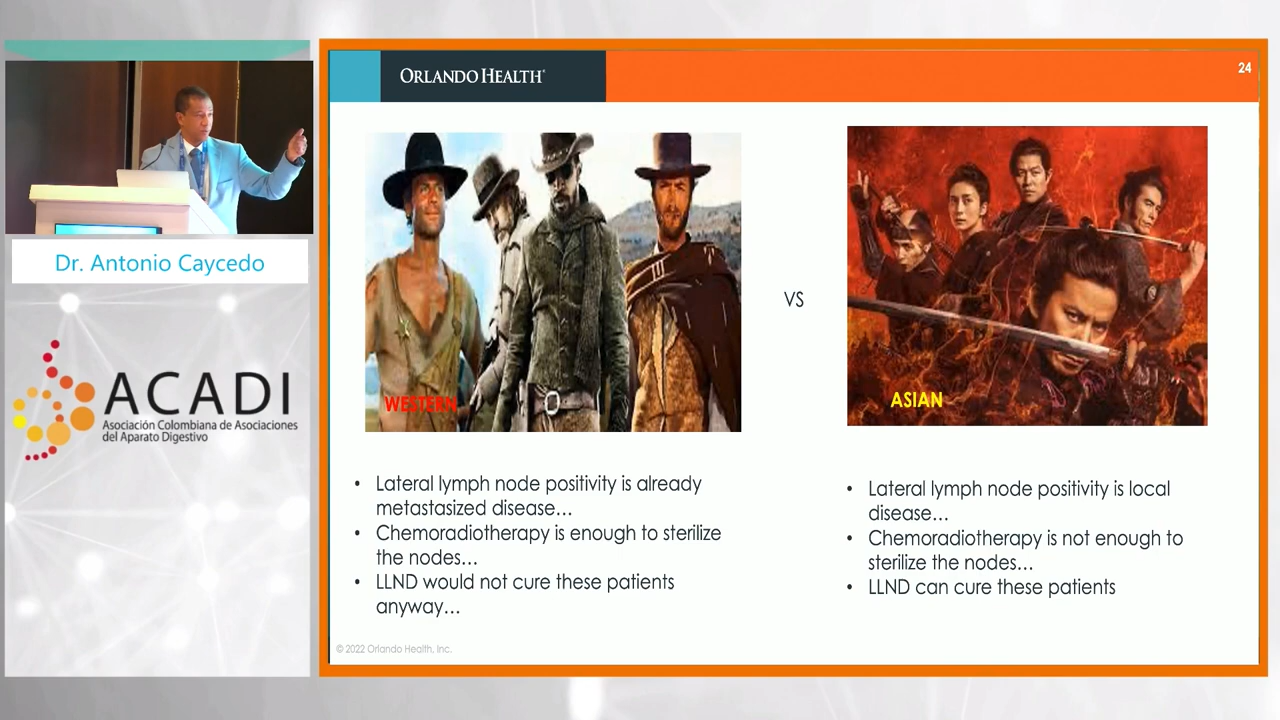 ORLANDO HEALTH®
24
Dr. Antonio Caycedo
ACADI
Asociación Colombiana de Asociaciones
del Aparato Digestivo
WESTERN
VS
ASIAN
• Lateral lymph node positivity is already
metastasized disease…
• Chemoradiotherapy is enough to sterilize
the nodes…
• LLND would not cure these patients
anyway…
• Lateral lymph node positivity is local
disease…
• Chemoradiotherapy is not enough to
sterilize the nodes…
• LLND can cure these patients
© 2022 Orlando Health, Inc.